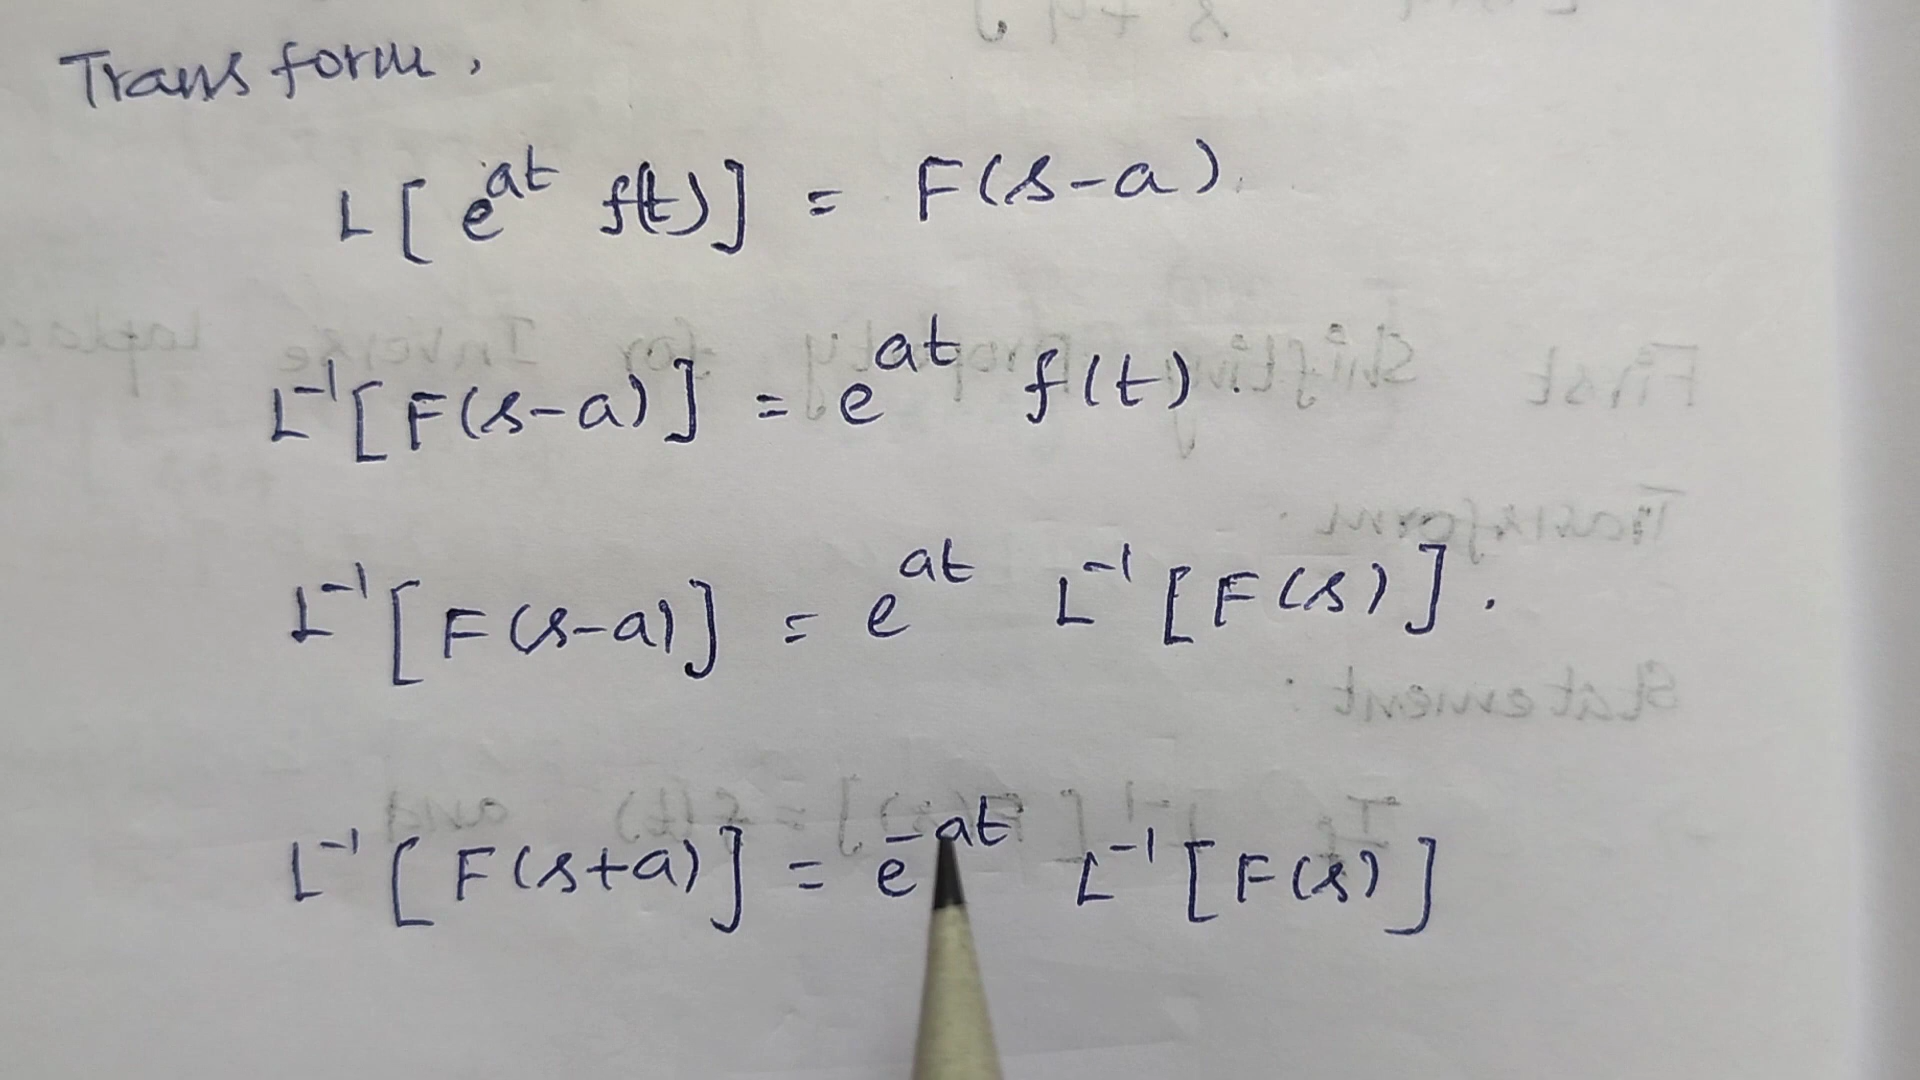 Transform.
L[e^{at} f(t)] = F(s-a).
L^{-1}[F(s-a)] = e^{at} f(t).
L^{-1}[F(s-a)] = e^{at} L^{-1}[F(s)].
L^{-1}[F(s+a)] = e^{-at} L^{-1}[F(s)]